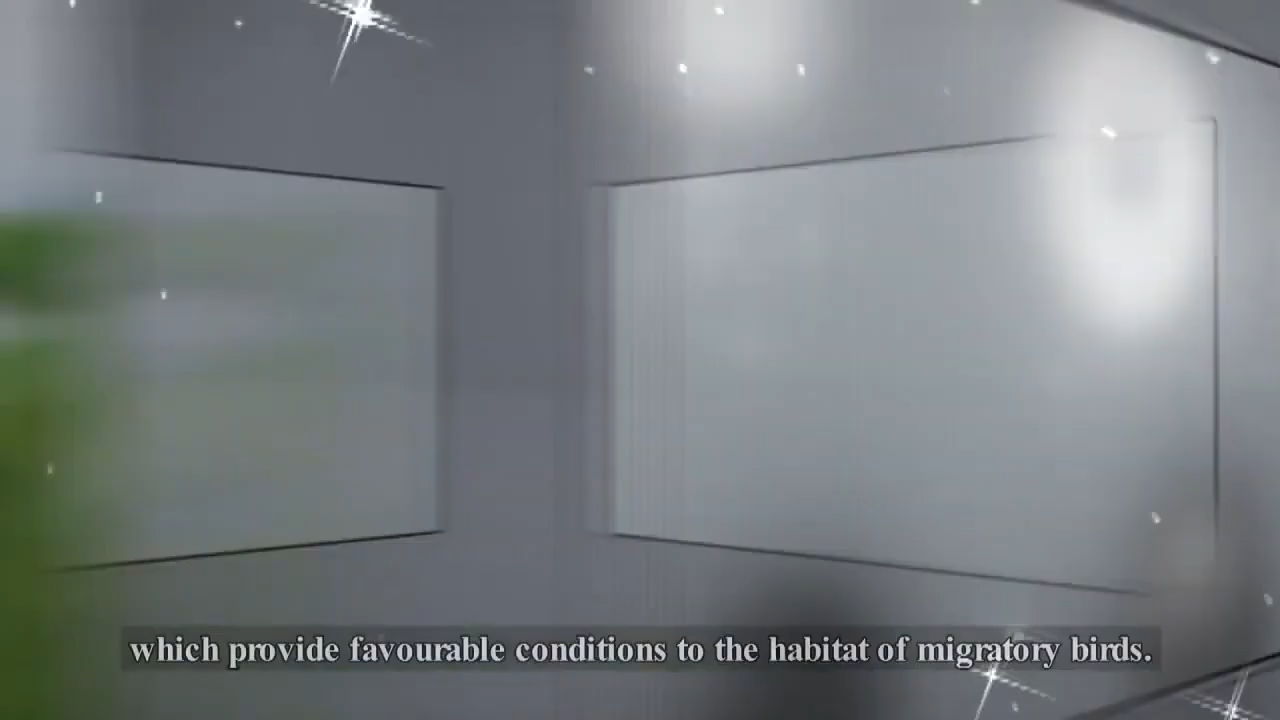 which provide favourable conditions to the habitat of migratory birds.